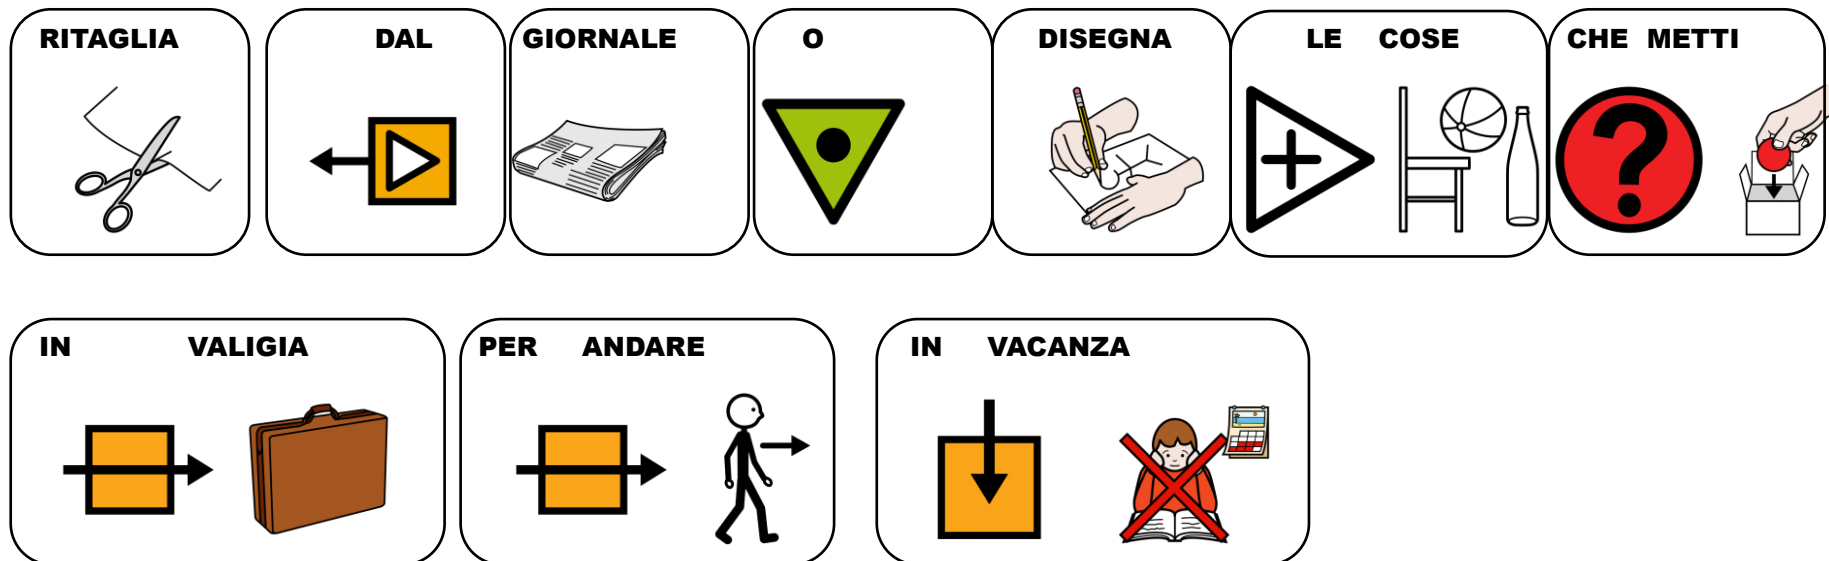 RITAGLIA DAL GIORNALE O DISEGNA LE COSE CHE METTI
IN VALIGIA PER ANDARE IN VACANZA